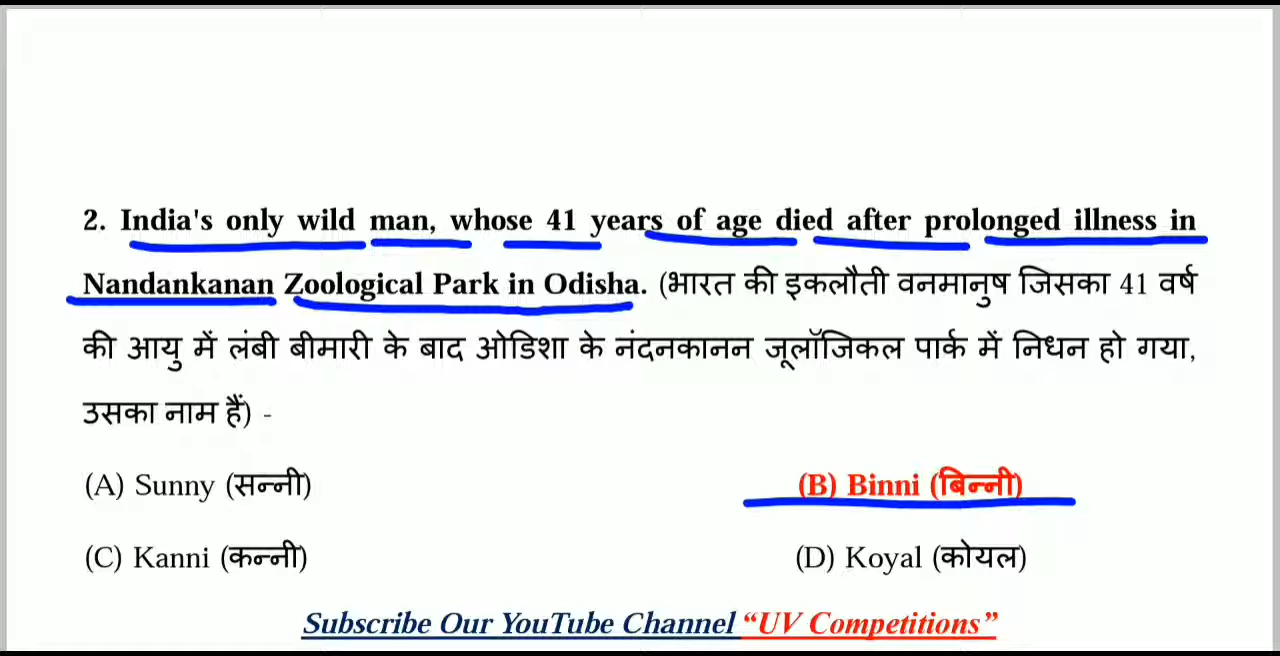 2. India's only wild man, whose 41 years of age died after prolonged illness in
Nandankanan Zoological Park in Odisha. (भारत की इकलौती वनमानुष जिसका 41 वर्ष
की आयु में लंबी बीमारी के बाद ओडिशा के नंदनकानन जूलॉजिकल पार्क में निधन हो गया,
उसका नाम हैं) -
(A) Sunny (सन्नी) (B) Binni (बिन्नी)
(C) Kanni (कन्नी) (D) Koyal (कोयल)
Subscribe Our YouTube Channel “UV Competitions”